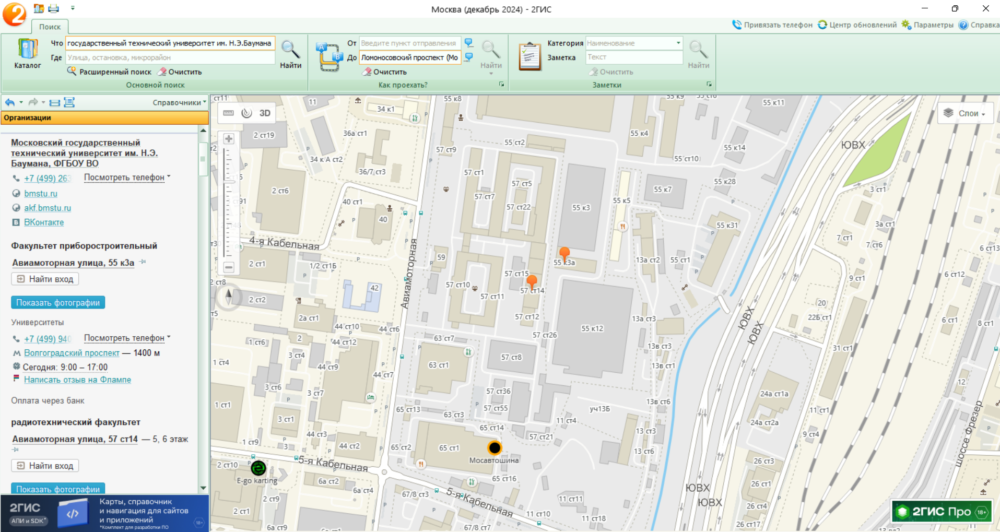 Москва (декабрь 2024) - 2ГИС
Поиск
Привязать телефон
Центр обновлений
Параметры
Справка
Каталог
Что
государственный технический университет им. Н.Э.Баумана
Где
Улица, остановка, микрорайон
Расширенный поиск
Очистить
Найти
Основной поиск
От
Введите пункт отправления
До
Ломоносовский проспект (Мо
Очистить
Найти
Как проехать?
Категория
Наименование
Заметка
Текст
Очистить
Найти
Заметки
Справочники
Организации
Московский государственный
технический университет им. Н.Э.
Баумана, ФГБОУ ВО
+7 (499) 263
Посмотреть телефон
bmstu.ru
akf.bmstu.ru
ВКонтакте
Факультет приборостроительный
Авиамоторная улица, 55 к3а
Найти вход
Показать фотографии
Университеты
+7 (499) 940
Посмотреть телефон
Волгоградский проспект — 1400 м
Сегодня: 9:00 – 17:00
Написать отзыв на Флампе
Оплата через банк
радиотехнический факультет
Авиамоторная улица, 57 ст14 — 5, 6 этаж
Найти вход
Показать фотографии
2ГИС
АПИ и SDK*
Карты, справочник
и навигация для сайтов
и приложений
*Комплект для разработки ПО
18+
3D
Слои
ст11
11
34 к1
55 к8
55 к9
55 к11
2 ст19
36а ст1
57 ст9
55 ст2
55 к4
55 к14
ЮВХ
34 к А ст2
36/7 ст3
57 ст1
55 ст10
2 ст6
57 ст5
55 к28
55 к7
3 ст1
40 ст1
57 ст7
57 ст22
55 к3
55 к5
40
55 к31
3а ст1
4-я Кабельная
7 ст1
7 ст6
6 ст13
2 ст1
1/2 ст1Б
59
57 ст15
55 к3а
13а ст2
55 ст1
6 ст12
2 ст8
42
Авиамоторная
57 ст10
57 ст11
57 ст14
9 ст1
2 ст2
2а ст1
57 ст12
13а ст3
20
22Б ст1
6 ст1
8 ст1
44 ст10
44 ст6
57 ст26
55 к12
ЮВХ
ЮВХ
1 ст6
2
44 ст12
63 ст7
13в ст3
31 ст1
1 ст4
3 ст4
44 ст9
63 ст1
57 ст8
13в ст1
44 ст7
12
3 ст6
3 ст7
57 ст36
24а ст1а
1 ст1
65 ст13
57 ст55
уч13Б
13в ст6
11 ст1
3 ст1
63 ст3
11 ст4
24а ст2а
44 ст3
65 ст14
57 ст21
13 ст3
9 ст4
1 ст9
3
44 ст2
65 ст2
65 ст1
13 ст6
шоссе Фрезер
2 ст10
5-я Кабельная
Мосавтошина
26 ст3
E-go karting
6а ст2
65 ст16
26 ст1
6а ст4
67/8 ст3
5-я Кабельная
ЮВХ
ЮВХ
2 ст9
11 ст11
26 ст4
2 ст1
11 ст10
11 ст18
26 ст17
6а ст9
67/8 ст7
11
2ГИС Про
18+